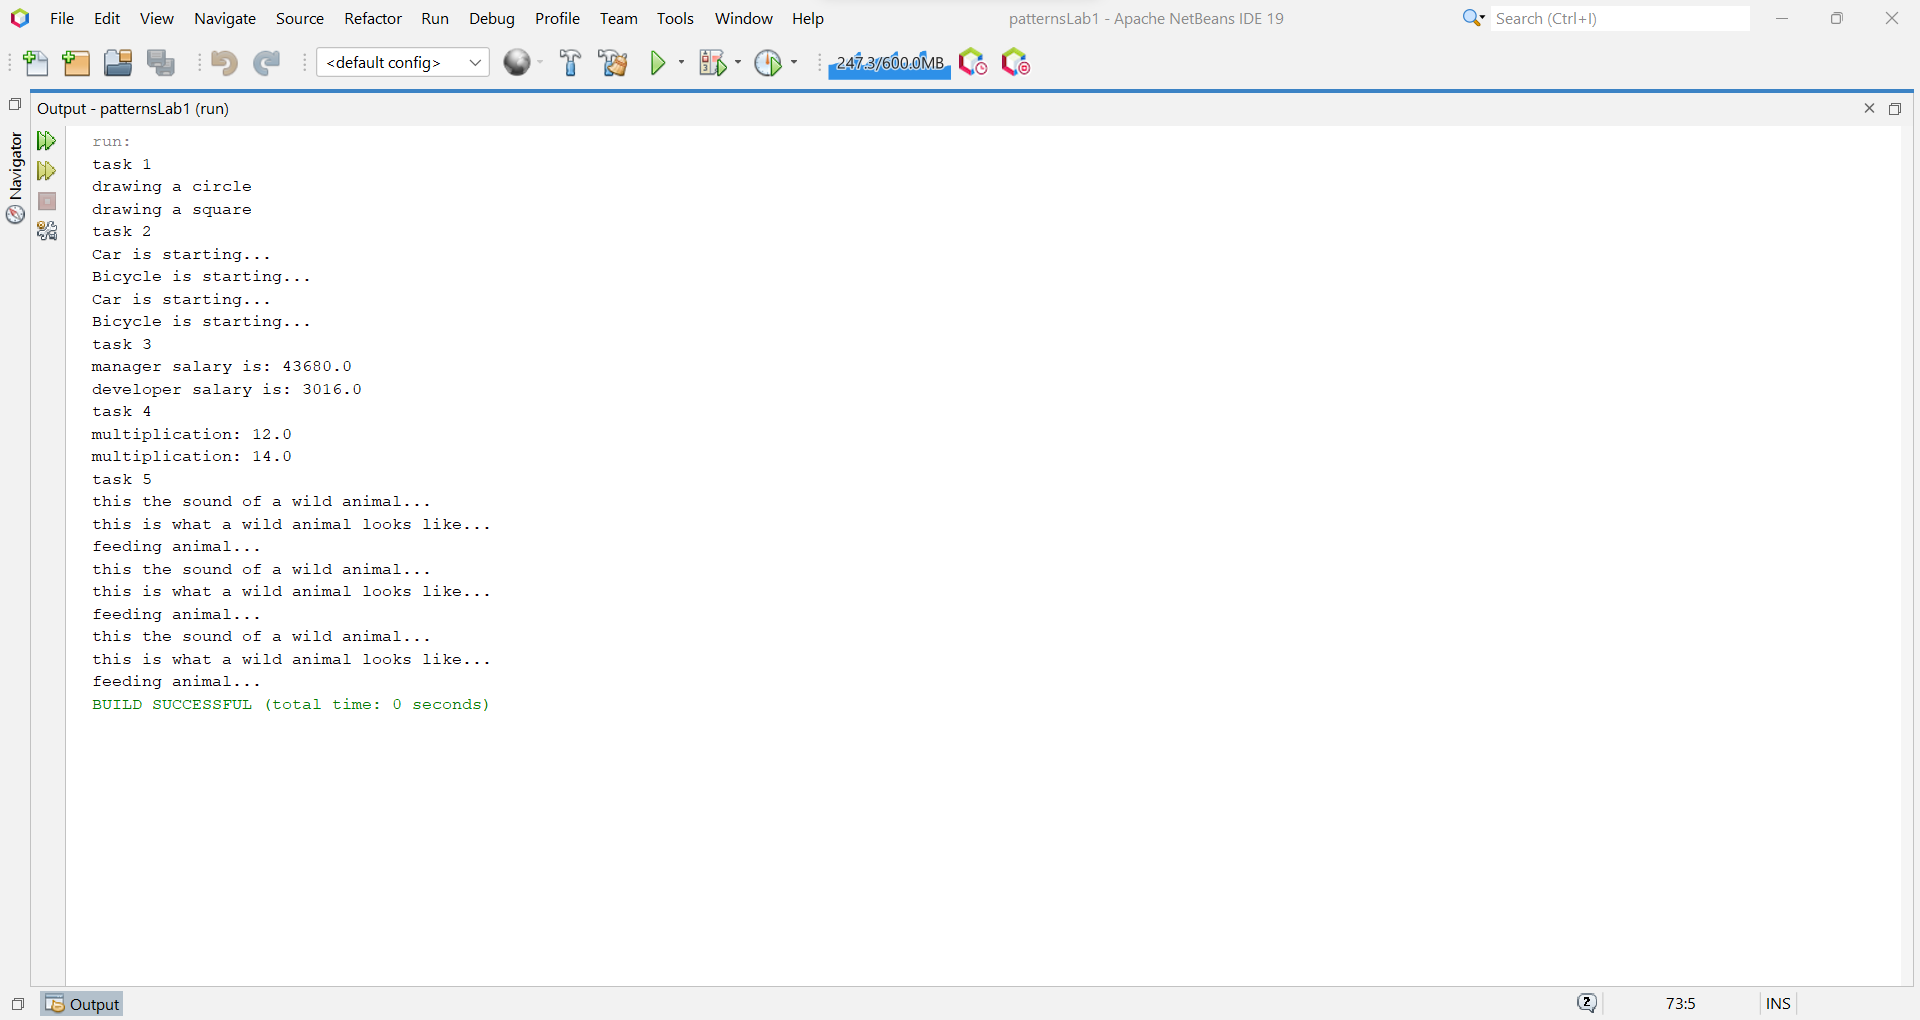 File Edit View Navigate Source Refactor Run Debug Profile Team Tools Window Help
patternsLab1 - Apache NetBeans IDE 19
Search (Ctrl+I)
<default config>
247.3/600.0MB
Output - patternsLab1 (run)
Navigator
run:
task 1
drawing a circle
drawing a square
task 2
Car is starting...
Bicycle is starting...
Car is starting...
Bicycle is starting...
task 3
manager salary is: 43680.0
developer salary is: 3016.0
task 4
multiplication: 12.0
multiplication: 14.0
task 5
this the sound of a wild animal...
this is what a wild animal looks like...
feeding animal...
this the sound of a wild animal...
this is what a wild animal looks like...
feeding animal...
this the sound of a wild animal...
this is what a wild animal looks like...
feeding animal...
BUILD SUCCESSFUL (total time: 0 seconds)
Output
2
73:5
INS